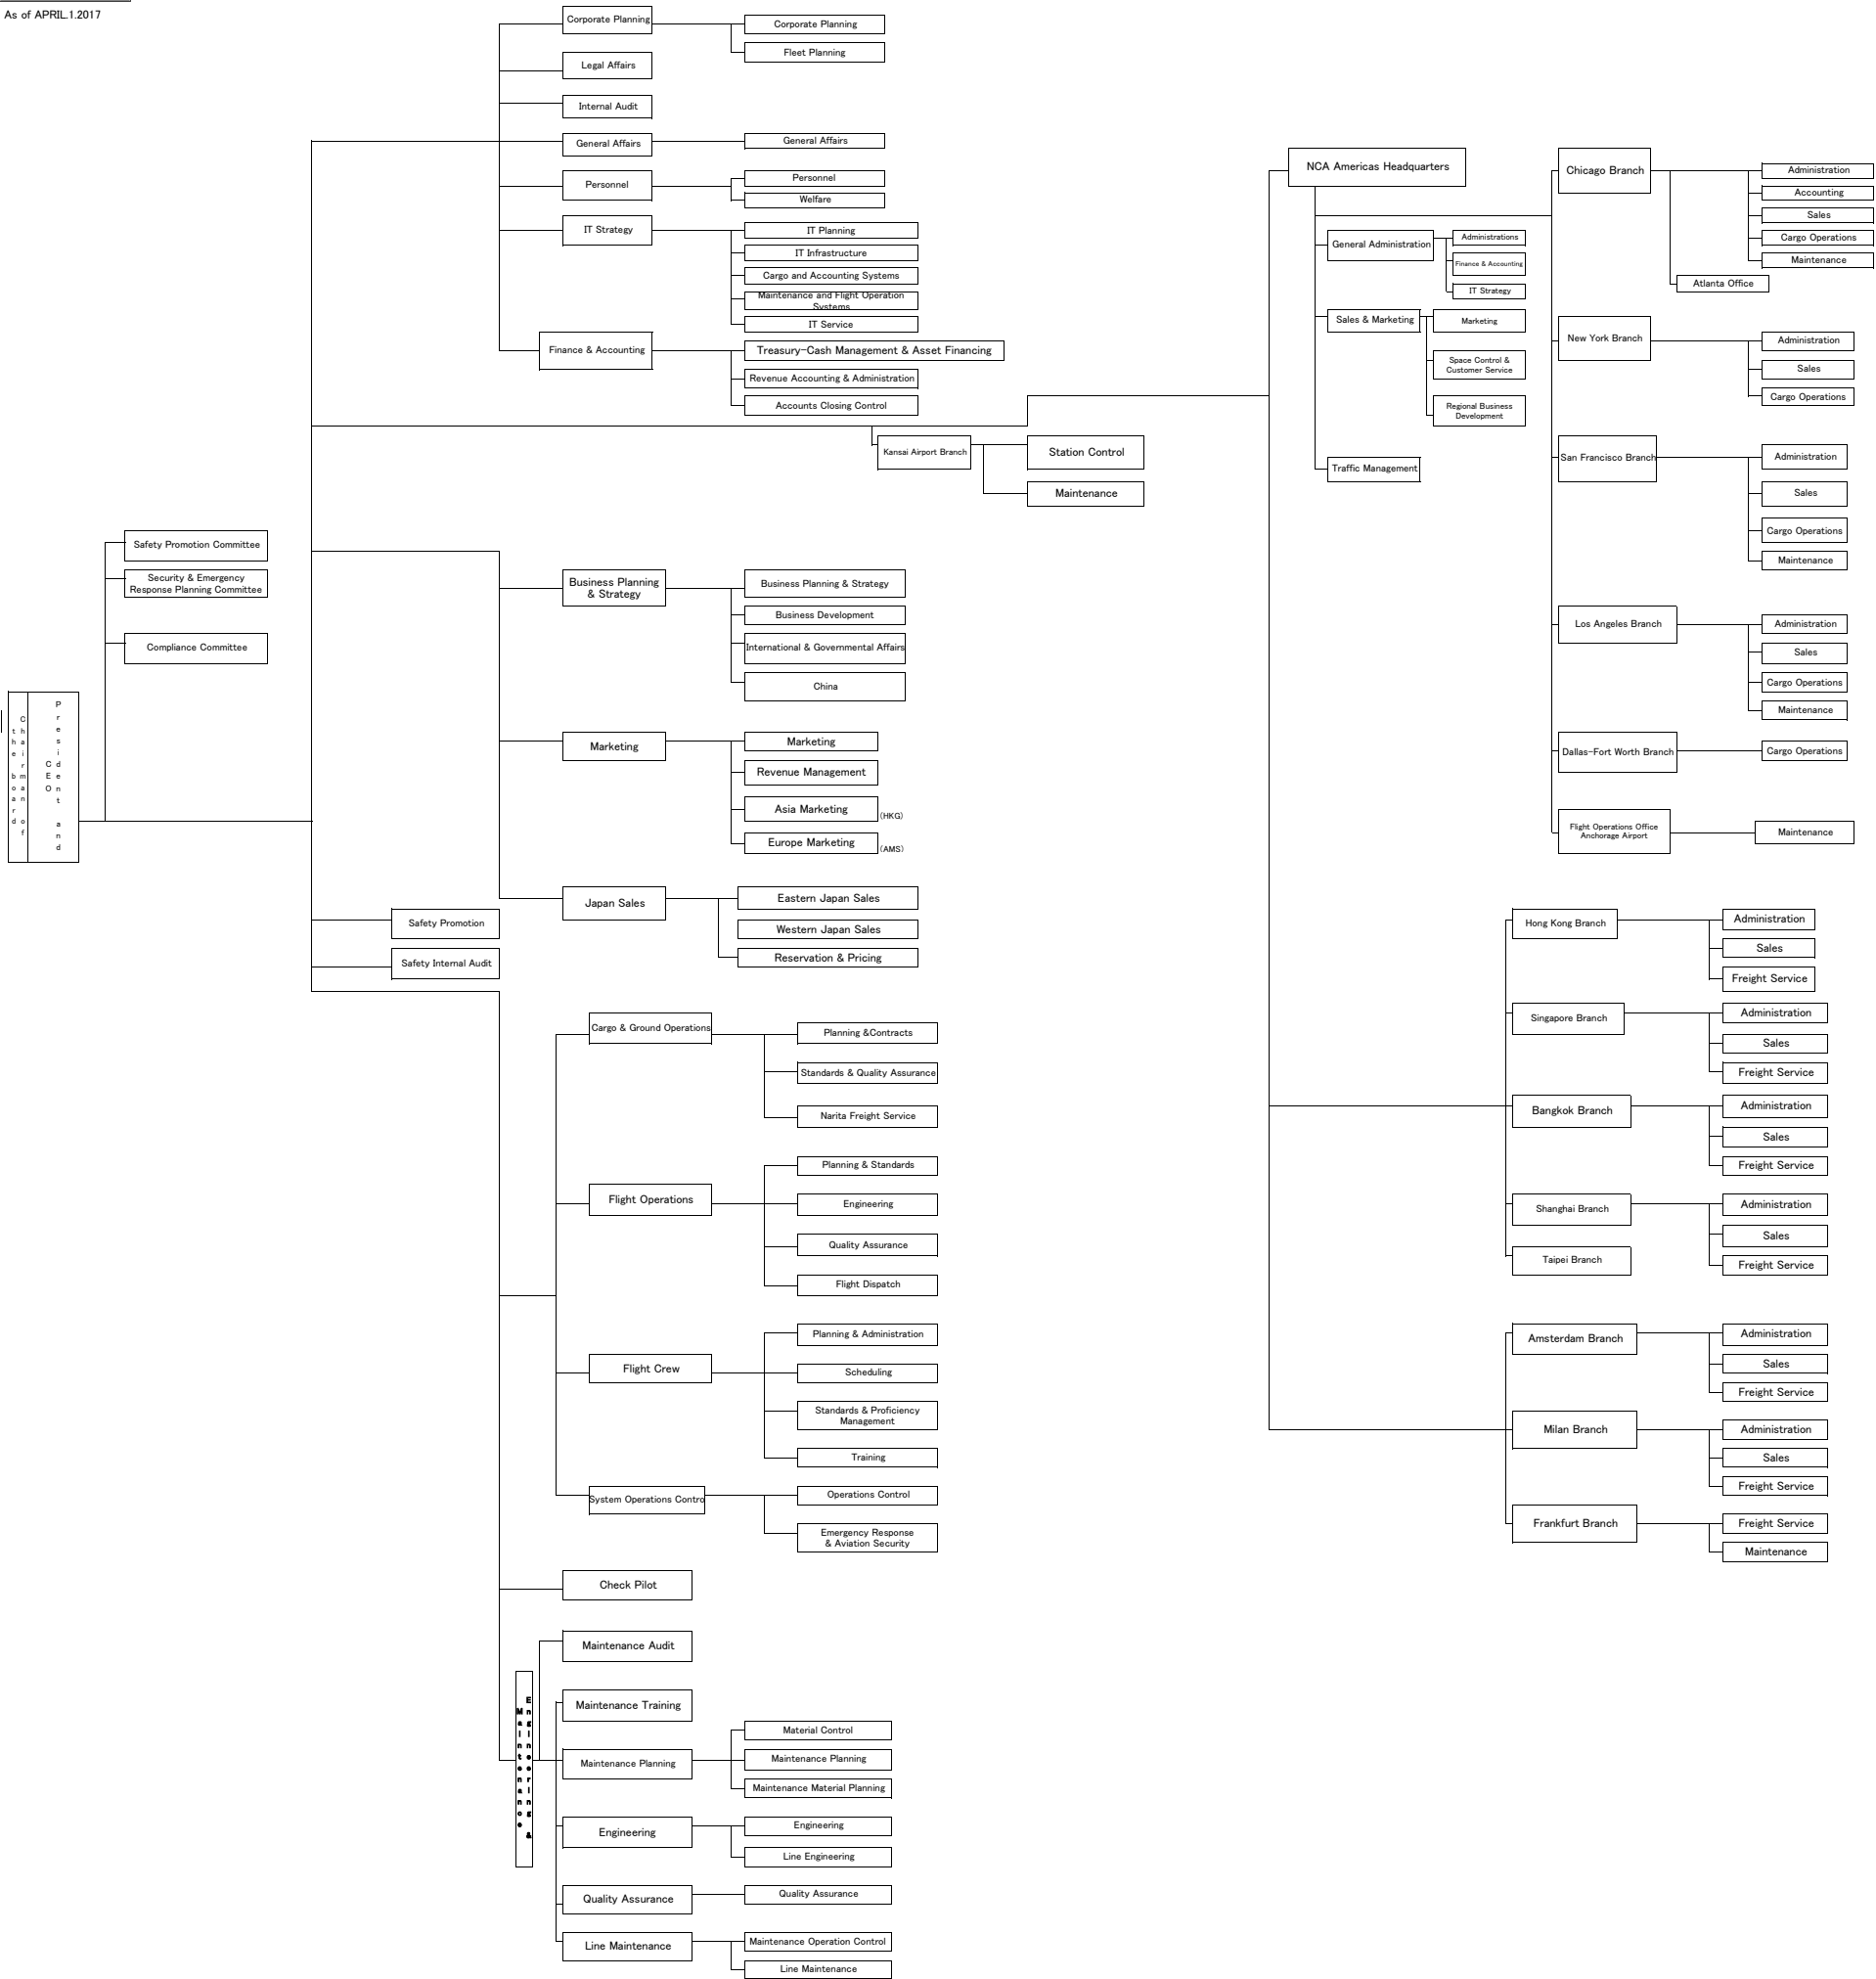 As of APRIL.1.2017
Corporate Planning
Corporate Planning
Fleet Planning
Legal Affairs
Internal Audit
General Affairs
General Affairs
Personnel
Personnel
Welfare
IT Strategy
IT Planning
IT Infrastructure
Cargo and Accounting Systems
Maintenance and Flight Operation
Systems
IT Service
Finance & Accounting
Treasury-Cash Management & Asset Financing
Revenue Accounting & Administration
Accounts Closing Control
Kansai Airport Branch
Station Control
Maintenance
Safety Promotion Committee
Security & Emergency
Response Planning Committee
Compliance Committee
Chairman of
the board
President and
CEO
Business Planning
& Strategy
Business Planning & Strategy
Business Development
International & Governmental Affairs
China
Marketing
Marketing
Revenue Management
Asia Marketing
(HKG)
Europe Marketing
(AMS)
Japan Sales
Eastern Japan Sales
Western Japan Sales
Reservation & Pricing
Safety Promotion
Safety Internal Audit
Cargo & Ground Operations
Planning &Contracts
Standards & Quality Assurance
Narita Freight Service
Flight Operations
Planning & Standards
Engineering
Quality Assurance
Flight Dispatch
Flight Crew
Planning & Administration
Scheduling
Standards & Proficiency
Management
Training
System Operations Contro
Operations Control
Emergency Response
& Aviation Security
Check Pilot
Engineering &
Maintenance
Maintenance Audit
Maintenance Training
Maintenance Planning
Material Control
Maintenance Planning
Maintenance Material Planning
Engineering
Engineering
Line Engineering
Quality Assurance
Quality Assurance
Line Maintenance
Maintenance Operation Control
Line Maintenance
NCA Americas Headquarters
General Administration
Administrations
Finance & Accounting
IT Strategy
Sales & Marketing
Marketing
Space Control &
Customer Service
Regional Business
Development
Traffic Management
Chicago Branch
Administration
Accounting
Sales
Cargo Operations
Maintenance
Atlanta Office
New York Branch
Administration
Sales
Cargo Operations
San Francisco Branch
Administration
Sales
Cargo Operations
Maintenance
Los Angeles Branch
Administration
Sales
Cargo Operations
Maintenance
Dallas-Fort Worth Branch
Cargo Operations
Flight Operations Office
Anchorage Airport
Maintenance
Hong Kong Branch
Administration
Sales
Freight Service
Singapore Branch
Administration
Sales
Freight Service
Bangkok Branch
Administration
Sales
Freight Service
Shanghai Branch
Administration
Sales
Freight Service
Taipei Branch
Amsterdam Branch
Administration
Sales
Freight Service
Milan Branch
Administration
Sales
Freight Service
Frankfurt Branch
Freight Service
Maintenance